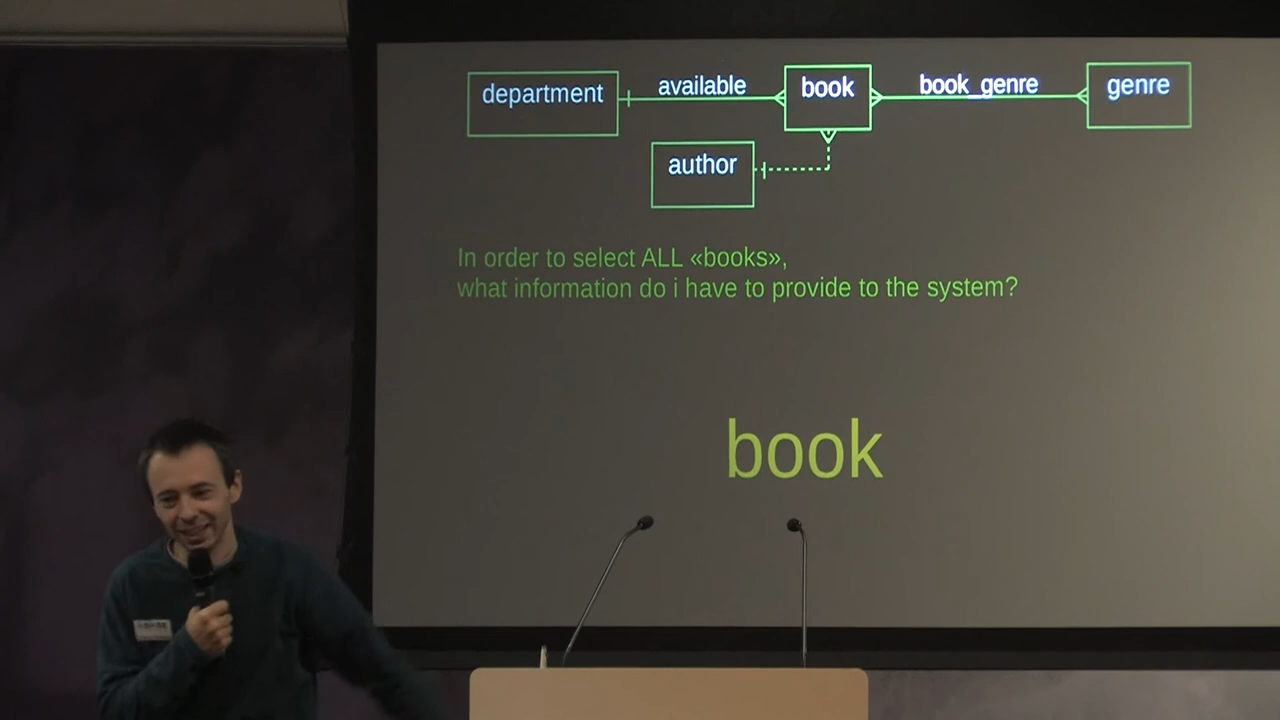 department
available
book
book_genre
genre
author
In order to select ALL «books»,
what information do i have to provide to the system?
book